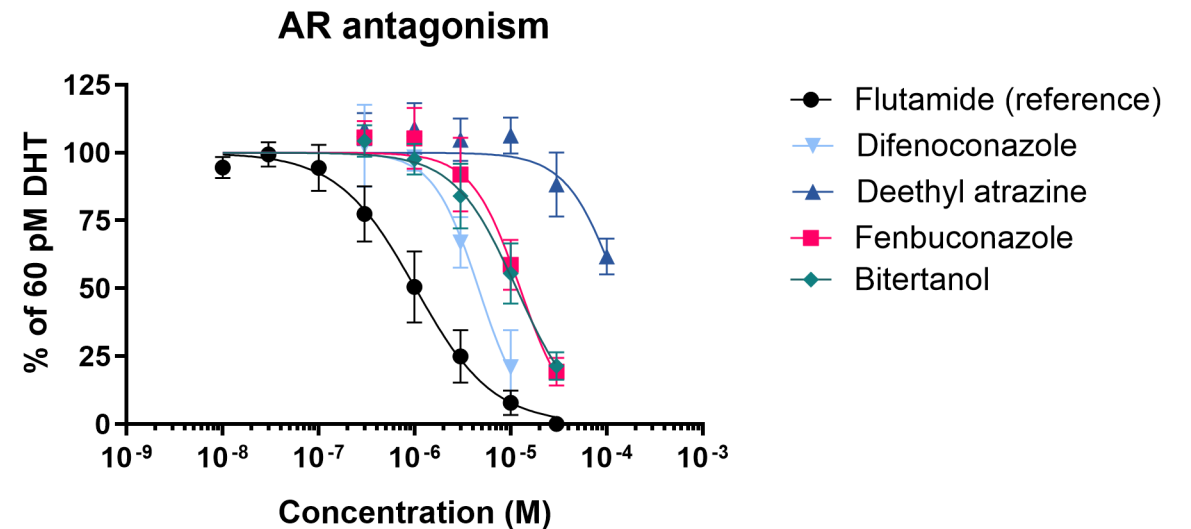 AR antagonism
125
100
75
50
25
0
% of 60 pM DHT
10-9 10-8 10-7 10-6 10-5 10-4 10-3
Concentration (M)
Flutamide (reference)
Difenoconazole
Deethyl atrazine
Fenbuconazole
Bitertanol